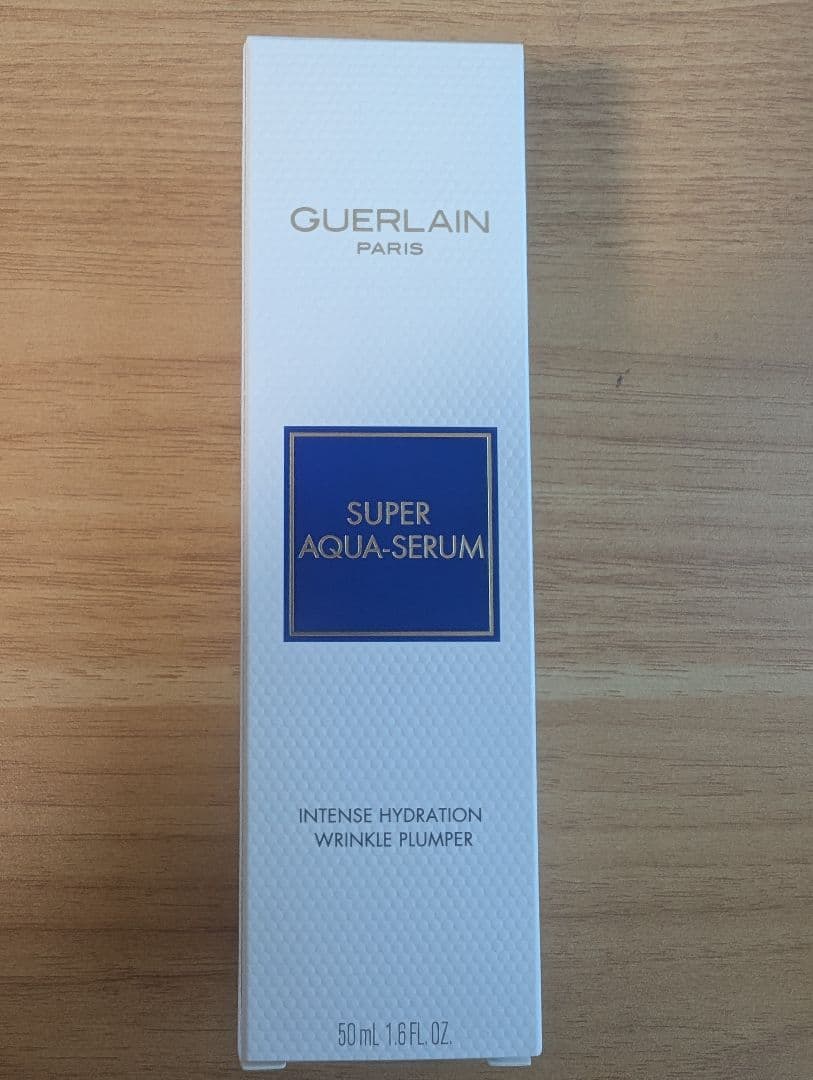 GUERLAIN
PARIS
SUPER
AQUA-SERUM
INTENSE HYDRATION
WRINKLE PLUMPER
50 mL 1.6 FL. OZ.